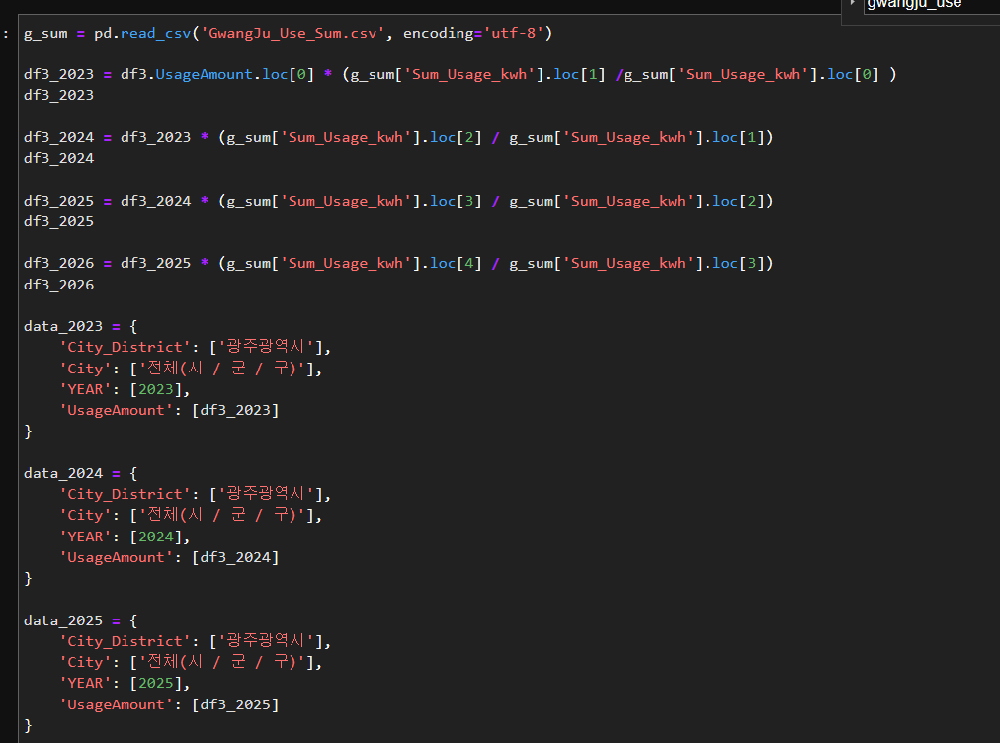 gwangju_use
: g_sum = pd.read_csv('GwangJu_Use_Sum.csv', encoding='utf-8')
df3_2023 = df3.UsageAmount.loc[0] * (g_sum['Sum_Usage_kwh'].loc[1] /g_sum['Sum_Usage_kwh'].loc[0] )
df3_2023
df3_2024 = df3_2023 * (g_sum['Sum_Usage_kwh'].loc[2] / g_sum['Sum_Usage_kwh'].loc[1])
df3_2024
df3_2025 = df3_2024 * (g_sum['Sum_Usage_kwh'].loc[3] / g_sum['Sum_Usage_kwh'].loc[2])
df3_2025
df3_2026 = df3_2025 * (g_sum['Sum_Usage_kwh'].loc[4] / g_sum['Sum_Usage_kwh'].loc[3])
df3_2026
data_2023 = {
    'City_District': ['광주광역시'],
    'City': ['전체(시 / 군 / 구)'],
    'YEAR': [2023],
    'UsageAmount': [df3_2023]
}
data_2024 = {
    'City_District': ['광주광역시'],
    'City': ['전체(시 / 군 / 구)'],
    'YEAR': [2024],
    'UsageAmount': [df3_2024]
}
data_2025 = {
    'City_District': ['광주광역시'],
    'City': ['전체(시 / 군 / 구)'],
    'YEAR': [2025],
    'UsageAmount': [df3_2025]
}